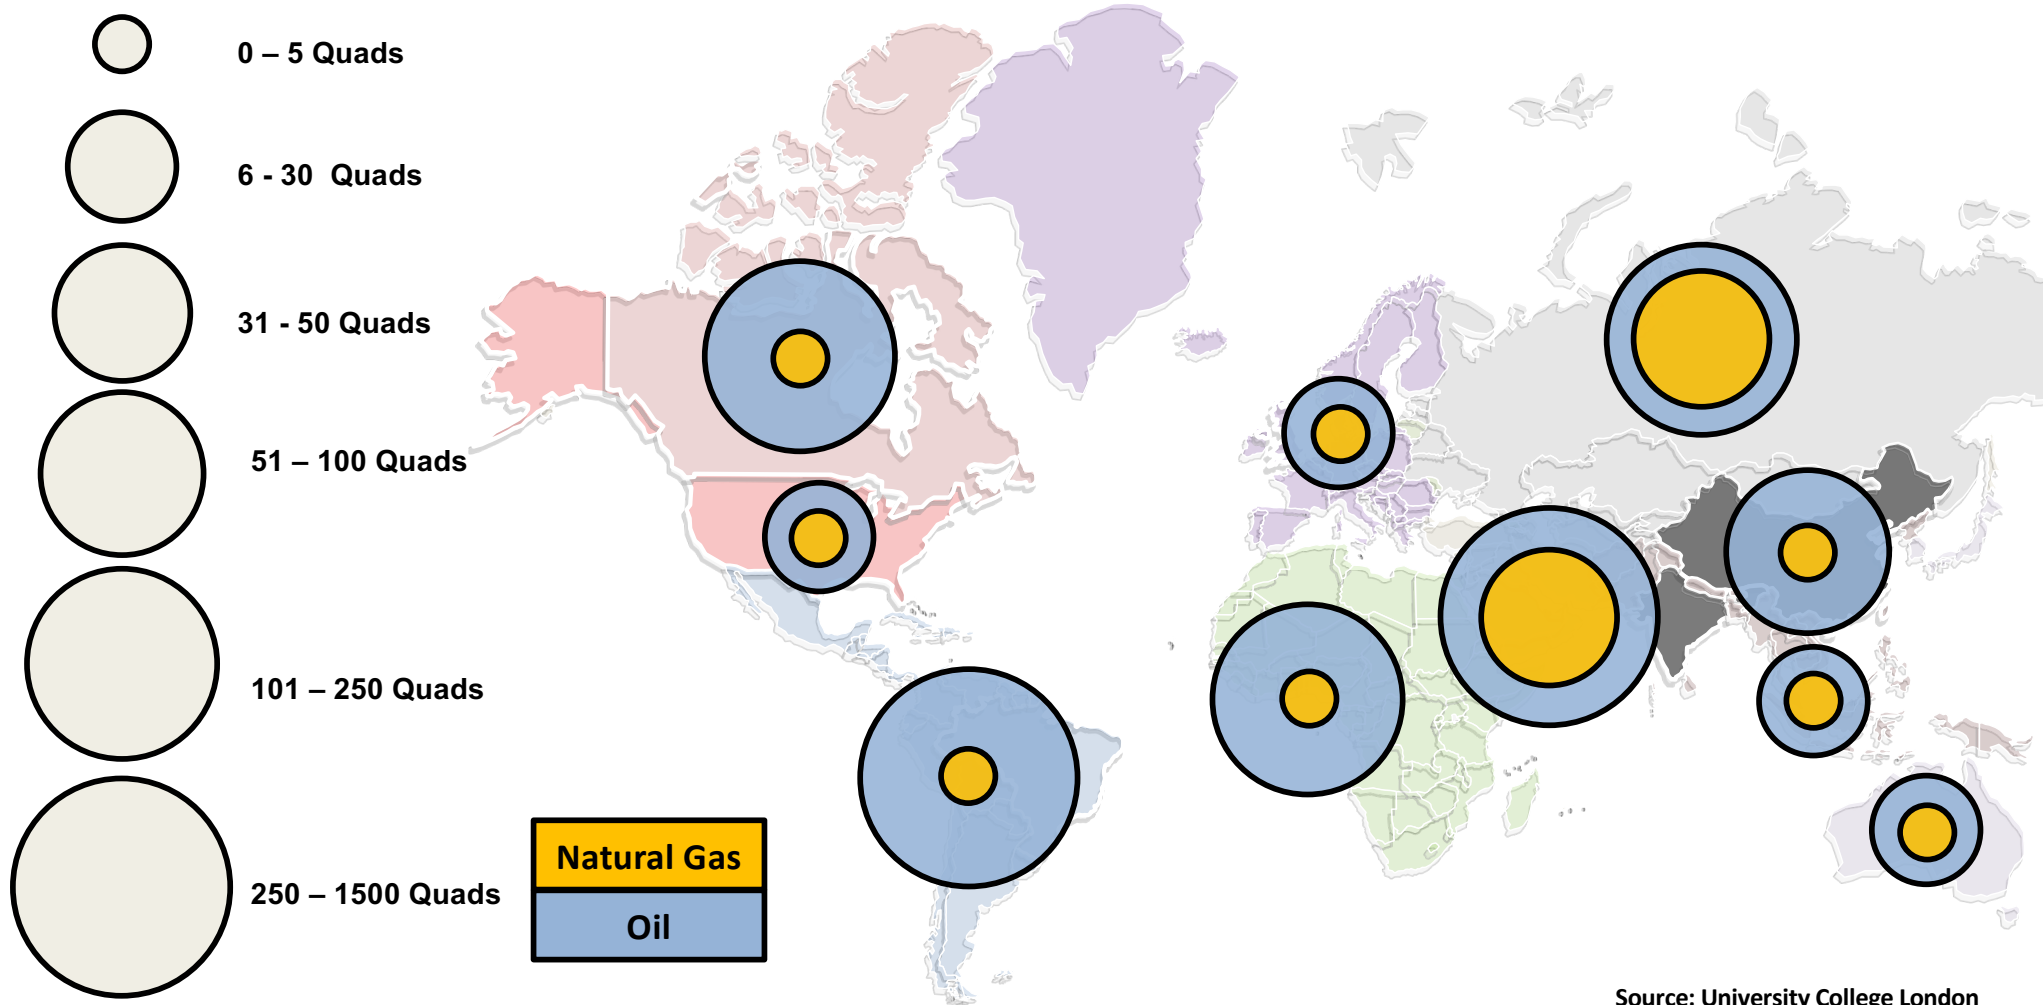 0 – 5 Quads
6 - 30  Quads
31 - 50 Quads
51 – 100 Quads
101 – 250 Quads
250 – 1500 Quads
Natural Gas
Oil
Source: University College London